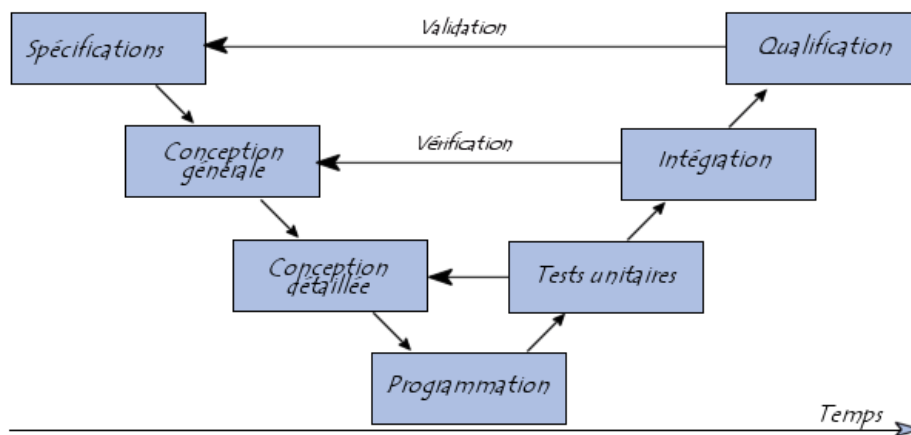 Validation
Spécifications
Qualification
Vérification
Conception
générale
Intégration
Conception
détaillée
Tests unitaires
Programmation
Temps